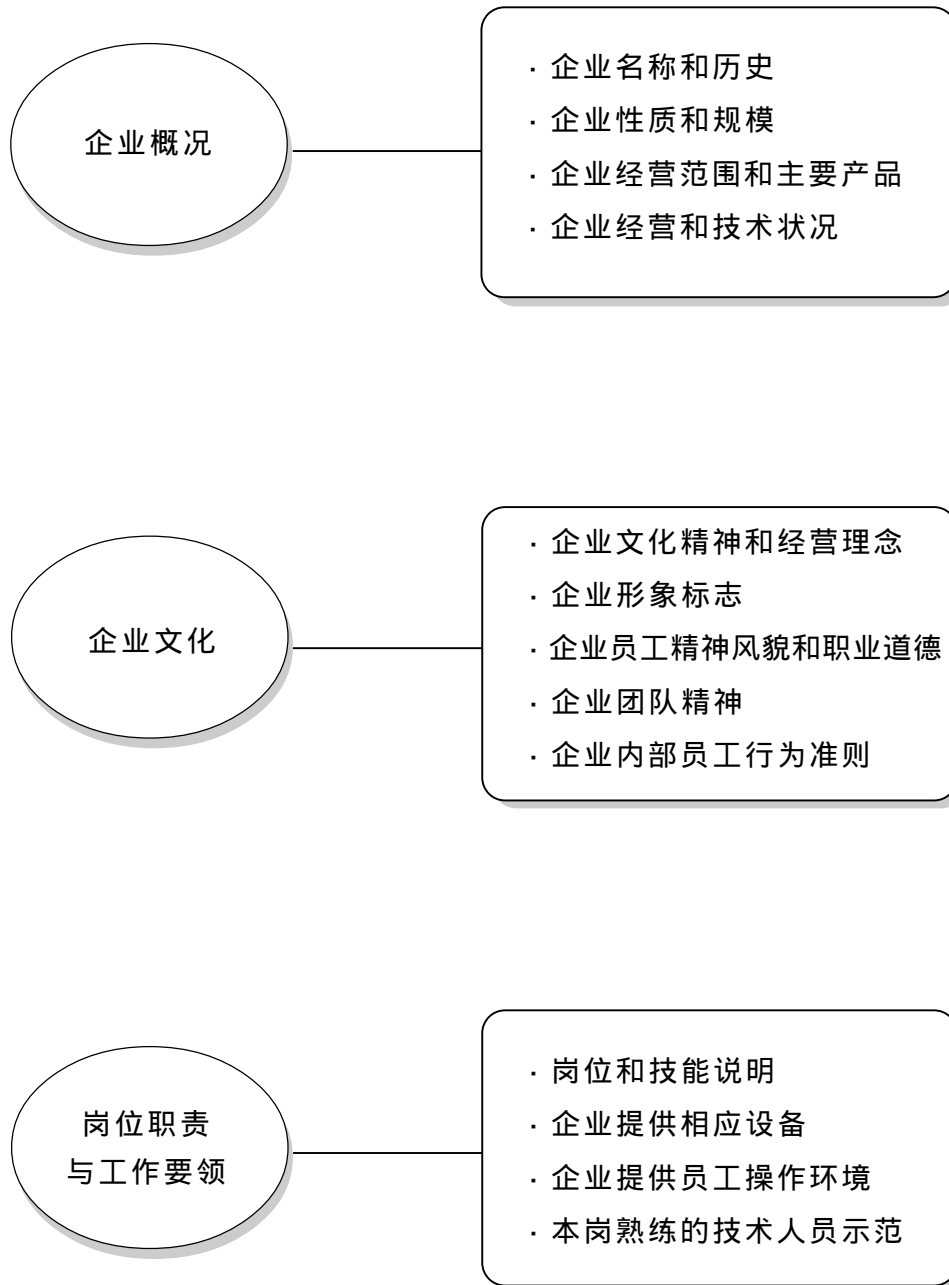 企业概况
· 企业名称和历史
· 企业性质和规模
· 企业经营范围和主要产品
· 企业经营和技术状况
企业文化
· 企业文化精神和经营理念
· 企业形象标志
· 企业员工精神风貌和职业道德
· 企业团队精神
· 企业内部员工行为准则
岗位职责
与工作要领
· 岗位和技能说明
· 企业提供相应设备
· 企业提供员工操作环境
· 本岗熟练的技术人员示范